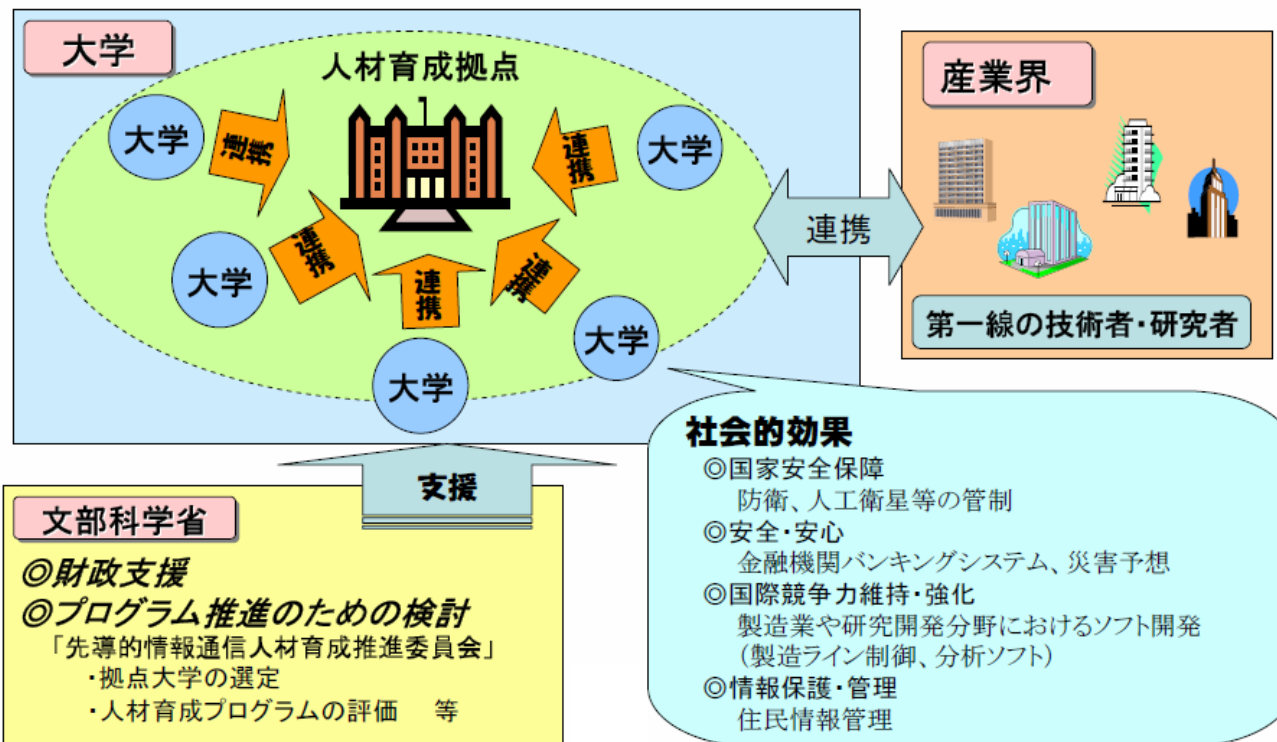 大学
人材育成拠点
大学
連携
連携
大学
大学
連携
連携
連携
大学
大学
連携
産業界
第一線の技術者・研究者
支援
文部科学省
◎財政支援
◎プログラム推進のための検討
「先導的情報通信人材育成推進委員会」
・拠点大学の選定
・人材育成プログラムの評価 等
社会的効果
◎国家安全保障
防衛、人工衛星等の管制
◎安全・安心
金融機関バンキングシステム、災害予想
◎国際競争力維持・強化
製造業や研究開発分野におけるソフト開発
（製造ライン制御、分析ソフト）
◎情報保護・管理
住民情報管理